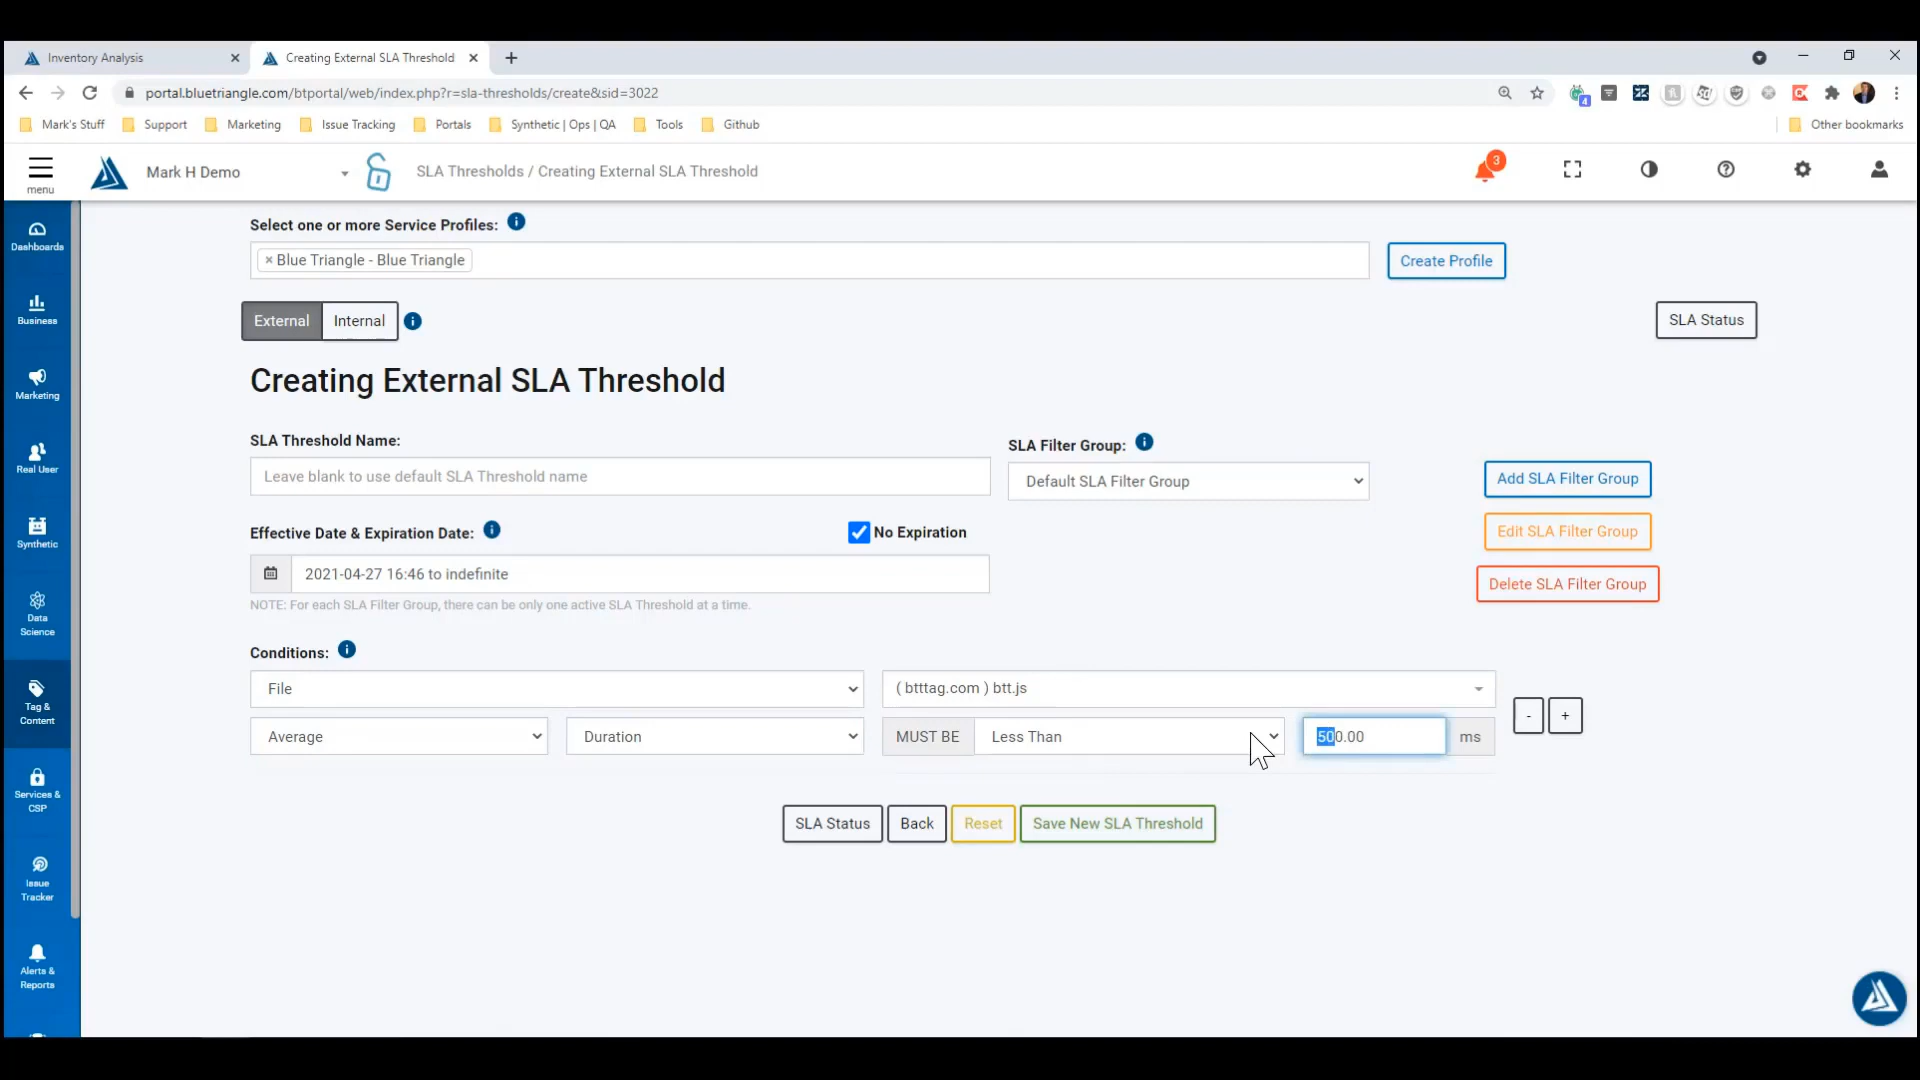 Inventory Analysis
Creating External SLA Threshold
portal.bluetriangle.com/btportal/web/index.php?r=sla-thresholds/create&sid=3022
4
Mark's Stuff
Support
Marketing
Issue Tracking
Portals
Synthetic | Ops | QA
Tools
Github
Other bookmarks
menu
Mark H Demo
SLA Thresholds / Creating External SLA Threshold
3
Dashboards
Business
Marketing
Real User
Synthetic
Data
Science
Tag &
Content
Services &
CSP
Issue
Tracker
Alerts &
Reports
Select one or more Service Profiles:
× Blue Triangle - Blue Triangle
Create Profile
External
Internal
SLA Status
Creating External SLA Threshold
SLA Threshold Name:
Leave blank to use default SLA Threshold name
SLA Filter Group:
Default SLA Filter Group
Add SLA Filter Group
Edit SLA Filter Group
Delete SLA Filter Group
Effective Date & Expiration Date:
No Expiration
2021-04-27 16:46 to indefinite
NOTE: For each SLA Filter Group, there can be only one active SLA Threshold at a time.
Conditions:
File
( btttag.com ) btt.js
- +
Average
Duration
MUST BE
Less Than
500.00
ms
SLA Status
Back
Reset
Save New SLA Threshold